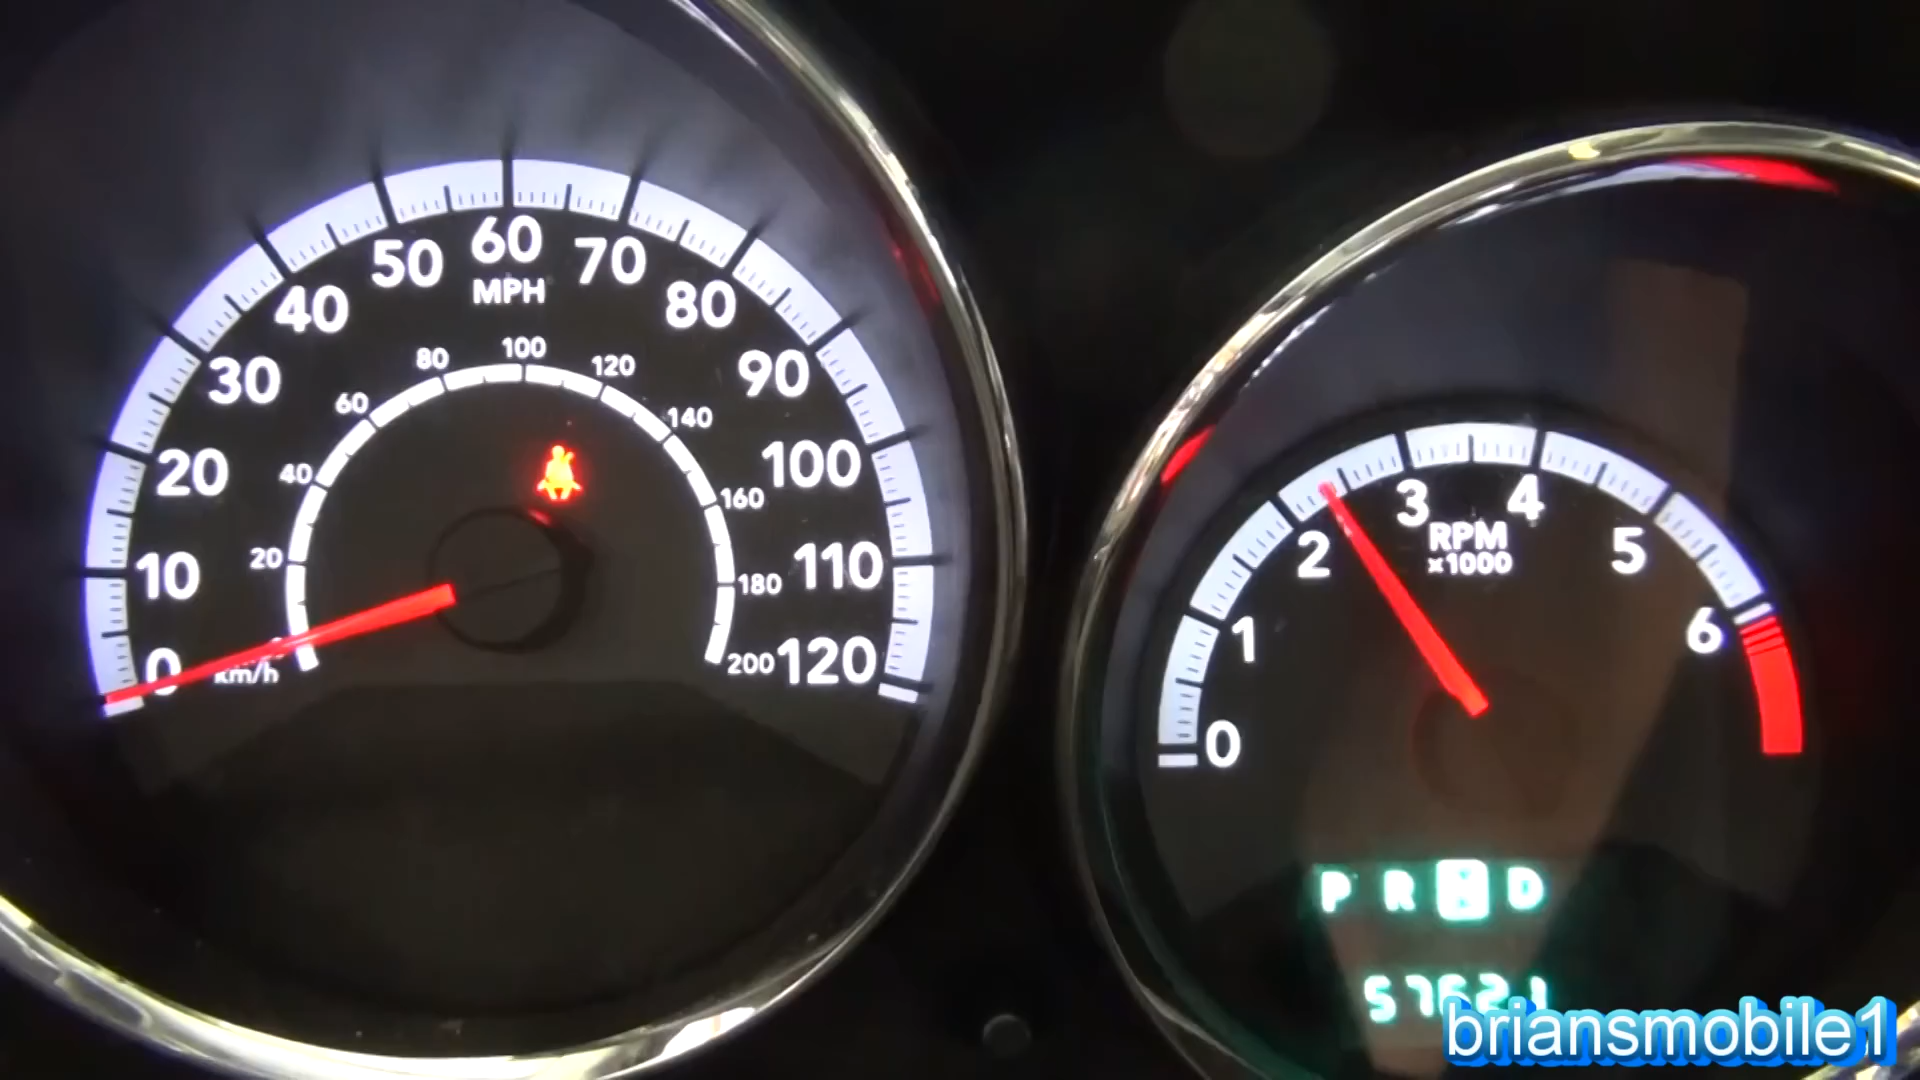 0 10 20 30 40 50 60 70 80 90 100 110 120
MPH
20 40 60 80 100 120 140 160 180 200
km/h
0 1 2 3 4 5 6
RPM
x1000
P R N D
57621
briansmobile1